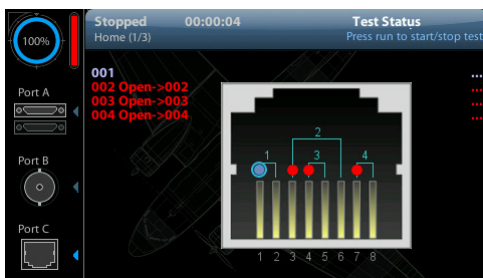 100%
Stopped 00:00:04 Test Status
Home (1/3) Press run to start/stop test
Port A
Port B
Port C
001 ...
002 Open->002 ...
003 Open->003 ...
004 Open->004 ...
2
1 3 4
1 2 3 4 5 6 7 8